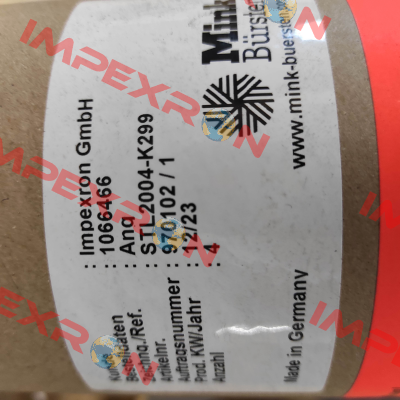 Mink
Bürsten
www.mink-buersten
: Impexron GmbH
: 1066466
: Ang
Artikelnr. : STL2004-K299
Auftragsnummer : 970102 / 1
Prod. KW/Jahr : 12/23
Anzahl : 4
Made in Germany
IMPEXRON
IMPEXRON
IMPEXRON